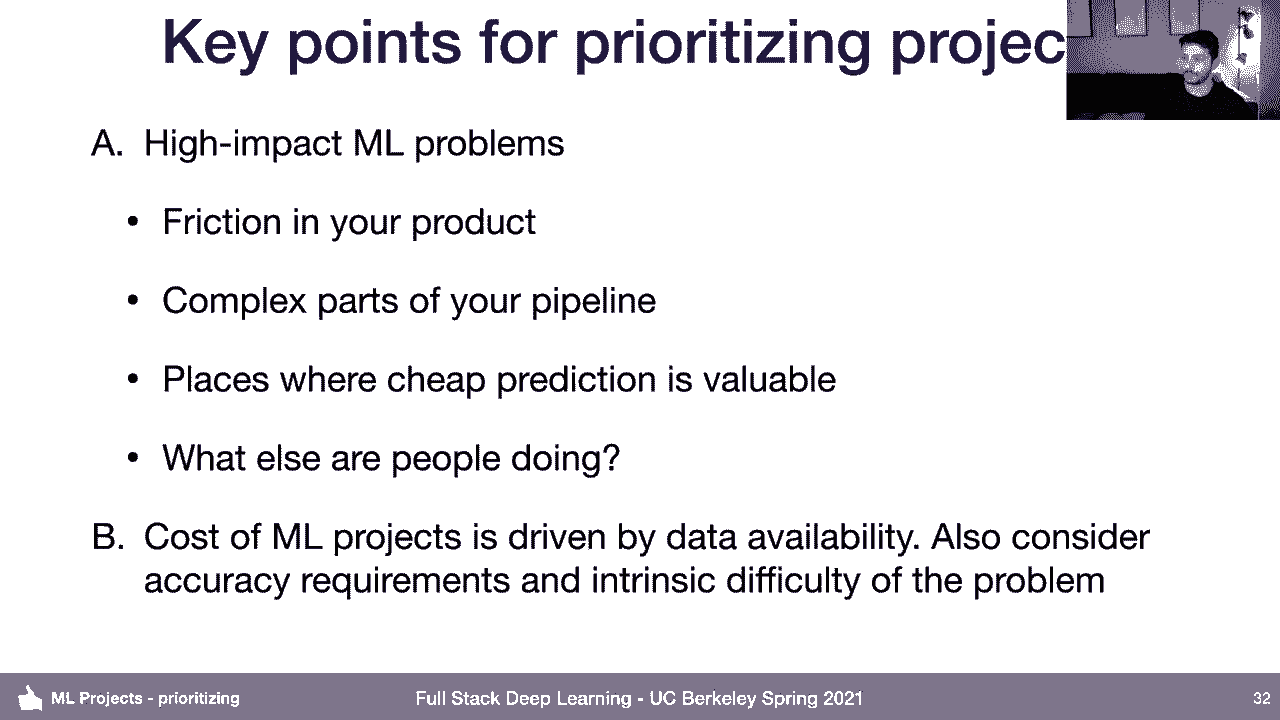 Key points for prioritizing projec
A. High-impact ML problems
• Friction in your product
• Complex parts of your pipeline
• Places where cheap prediction is valuable
• What else are people doing?
B. Cost of ML projects is driven by data availability. Also consider
accuracy requirements and intrinsic difficulty of the problem
ML Projects - prioritizing
Full Stack Deep Learning - UC Berkeley Spring 2021
32